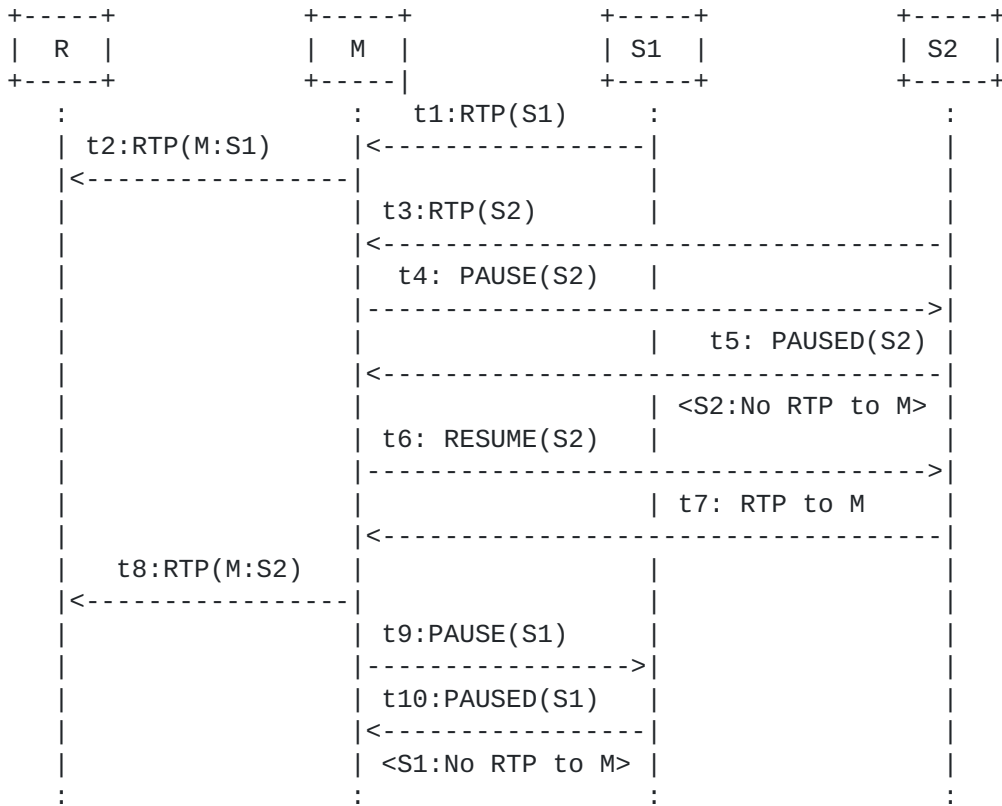 +-----+            +-----+            +-----+            +-----+
|  R  |            |  M  |            | S1  |            | S2  |
+-----+            +-----|            +-----+            +-----+
   :                  :   t1:RTP(S1)     :                  :
   | t2:RTP(M:S1)     |<-----------------|                  |
   |<-----------------|                  |                  |
   |                  | t3:RTP(S2)       |                  |
   |                  |<------------------------------------|
   |                  |  t4: PAUSE(S2)   |                  |
   |                  |------------------------------------>|
   |                  |                  |   t5: PAUSED(S2) |
   |                  |<------------------------------------|
   |                  |                  | <S2:No RTP to M> |
   |                  | t6: RESUME(S2)   |                  |
   |                  |------------------------------------>|
   |                  |                  | t7: RTP to M     |
   |                  |<------------------------------------|
   |   t8:RTP(M:S2)   |                  |                  |
   |<-----------------|                  |                  |
   |                  | t9:PAUSE(S1)     |                  |
   |                  |----------------->|                  |
   |                  | t10:PAUSED(S1)   |                  |
   |                  |<-----------------|                  |
   |                  | <S1:No RTP to M> |                  |
   :                  :                  :                  :